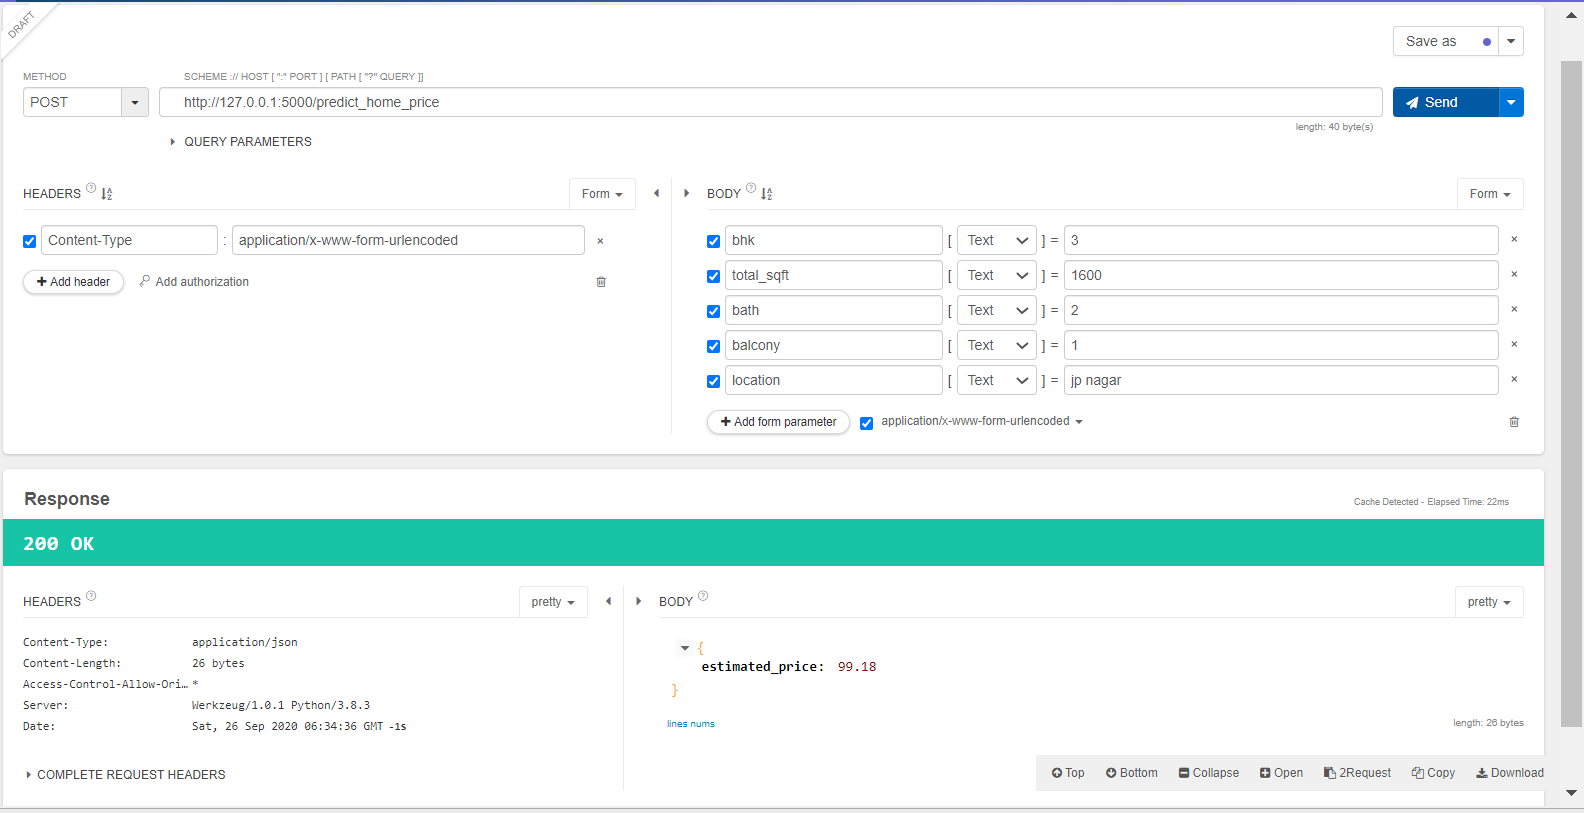 DRAFT
Save as
METHOD
SCHEME :// HOST [ ":" PORT ] [ PATH [ "?" QUERY ]]
POST
http://127.0.0.1:5000/predict_home_price
Send
length: 40 byte(s)
QUERY PARAMETERS
HEADERS ? A Z
Form
BODY ? A Z
Form
Content-Type : application/x-www-form-urlencoded ×
Add header
Add authorization
bhk [ Text ] = 3 ×
total_sqft [ Text ] = 1600 ×
bath [ Text ] = 2 ×
balcony [ Text ] = 1 ×
location [ Text ] = jp nagar ×
Add form parameter
application/x-www-form-urlencoded
Response
Cache Detected - Elapsed Time: 22ms
200 OK
HEADERS ?
pretty
Content-Type: application/json
Content-Length: 26 bytes
Access-Control-Allow-Ori… *
Server: Werkzeug/1.0.1 Python/3.8.3
Date: Sat, 26 Sep 2020 06:34:36 GMT -1s
COMPLETE REQUEST HEADERS
BODY ?
pretty
{
estimated_price: 99.18
}
lines nums
length: 26 bytes
Top Bottom Collapse Open 2Request Copy Download